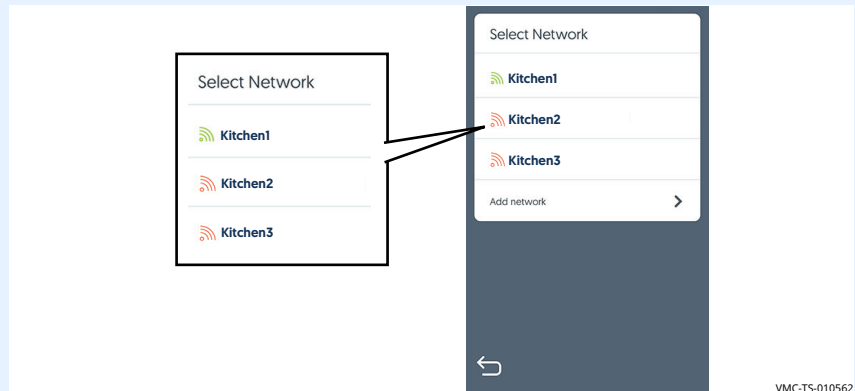 Select Network
Kitchen1
Kitchen2
Kitchen3
Select Network
Kitchen1
Kitchen2
Kitchen3
Add network
VMC-TS-010562